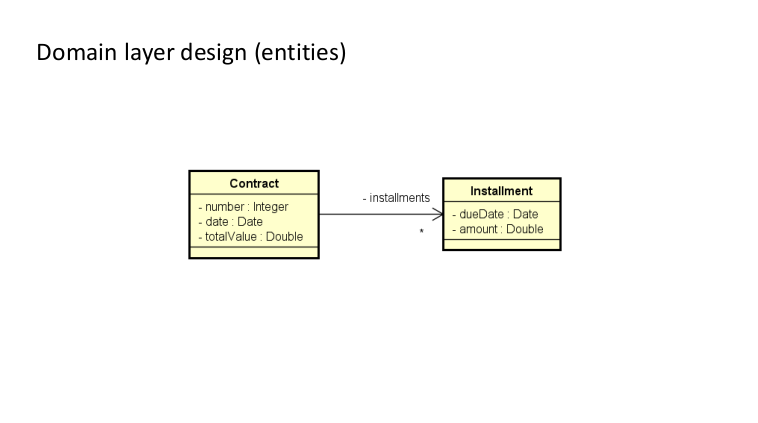 Domain layer design (entities)
Contract
- number : Integer
- date : Date
- totalValue : Double
- installments
*
Installment
- dueDate : Date
- amount : Double